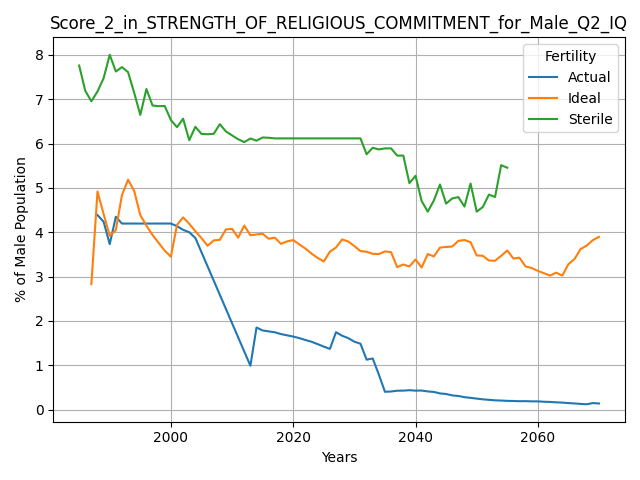 Score_2_in_STRENGTH_OF_RELIGIOUS_COMMITMENT_for_Male_Q2_IQ
Fertility
Actual
Ideal
Sterile
% of Male Population
8
7
6
5
4
3
2
1
0
2000 2020 2040 2060
Years